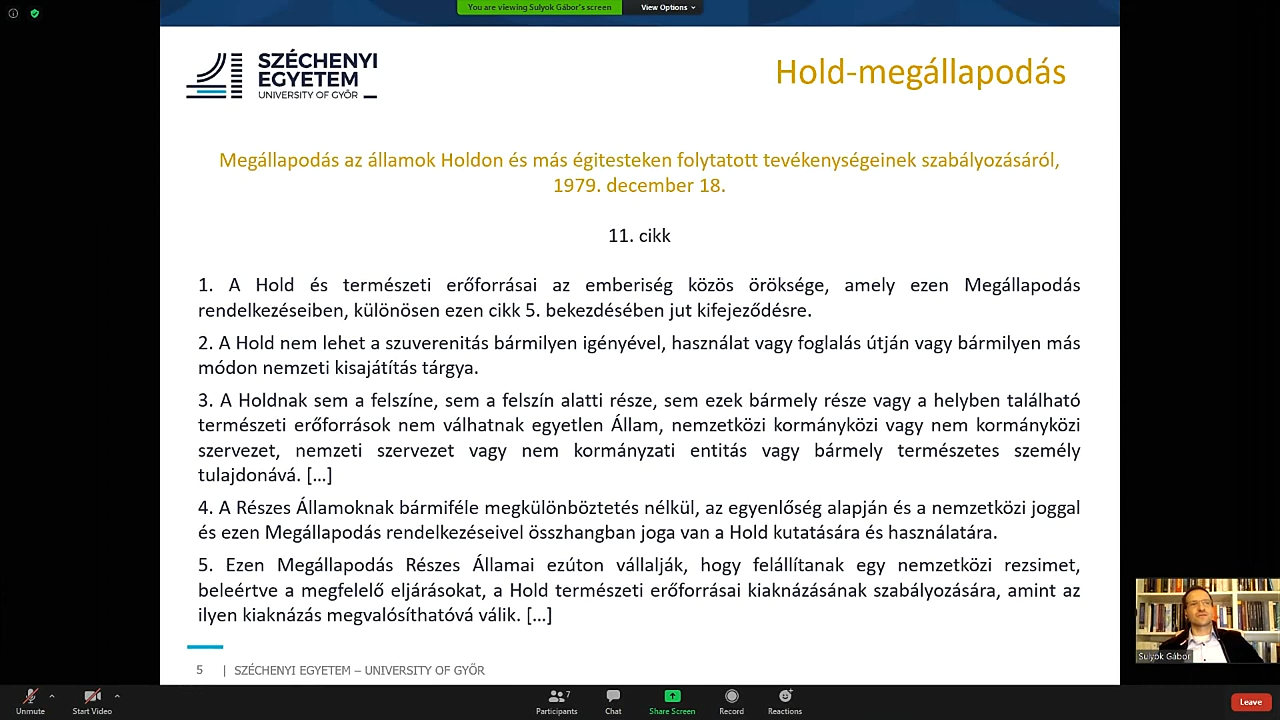 You are viewing Sulyok Gábor's screen
View Options
SZÉCHENYI
EGYETEM
UNIVERSITY OF GYŐR
Hold-megállapodás
Megállapodás az államok Holdon és más égitesteken folytatott tevékenységeinek szabályozásáról,
1979. december 18.
11. cikk
1. A Hold és természeti erőforrásai az emberiség közös öröksége, amely ezen Megállapodás
rendelkezéseiben, különösen ezen cikk 5. bekezdésében jut kifejeződésre.
2. A Hold nem lehet a szuverenitás bármilyen igényével, használat vagy foglalás útján vagy bármilyen más
módon nemzeti kisajátítás tárgya.
3. A Holdnak sem a felszíne, sem a felszín alatti része, sem ezek bármely része vagy a helyben található
természeti erőforrások nem válhatnak egyetlen Állam, nemzetközi kormányközi vagy nem kormányközi
szervezet, nemzeti szervezet vagy nem kormányzati entitás vagy bármely természetes személy
tulajdonává. [...]
4. A Részes Államoknak bármiféle megkülönböztetés nélkül, az egyenlőség alapján és a nemzetközi joggal
és ezen Megállapodás rendelkezéseivel összhangban joga van a Hold kutatására és használatára.
5. Ezen Megállapodás Részes Államai ezúton vállalják, hogy felállítanak egy nemzetközi rezsimet,
beleértve a megfelelő eljárásokat, a Hold természeti erőforrásai kiaknázásának szabályozására, amint az
ilyen kiaknázás megvalósíthatóvá válik. [...]
Sulyok Gábor
5 | SZÉCHENYI EGYETEM – UNIVERSITY OF GYŐR
Unmute
Start Video
Participants 7
Chat
Share Screen
Record
Reactions
Leave